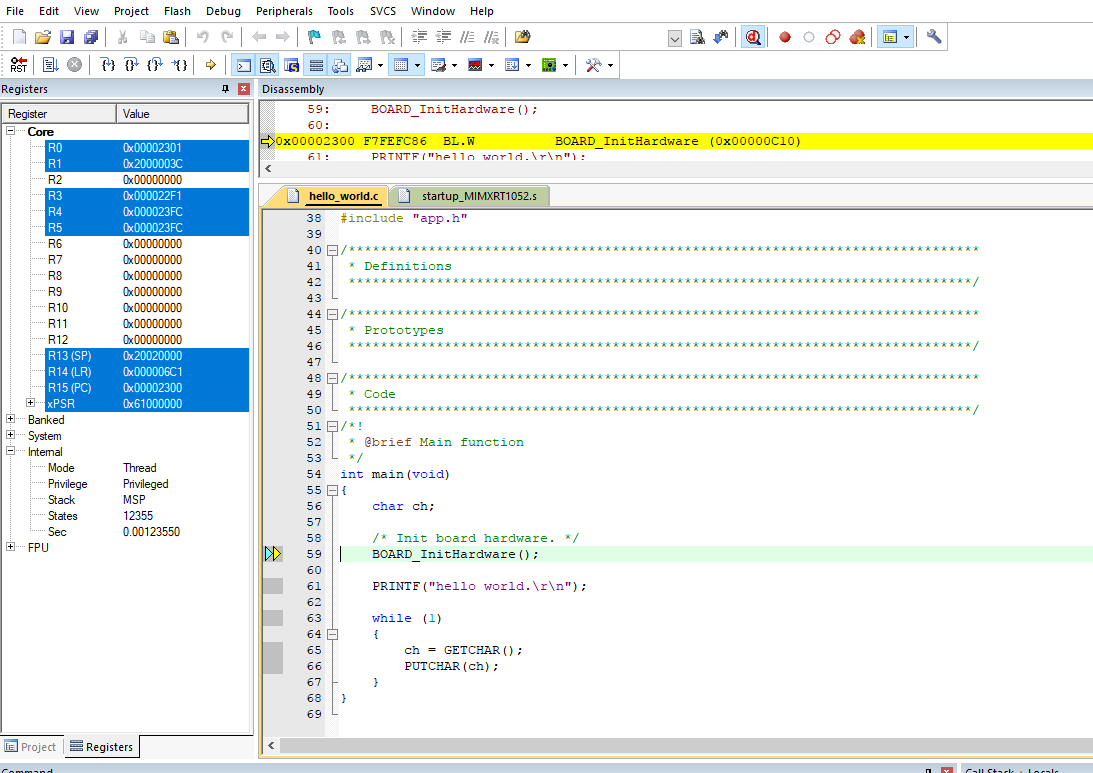 File Edit View Project Flash Debug Peripherals Tools SVCS Window Help
Registers
Register Value
Core
R0 0x00002301
R1 0x2000003C
R2 0x00000000
R3 0x000022F1
R4 0x000023FC
R5 0x000023FC
R6 0x00000000
R7 0x00000000
R8 0x00000000
R9 0x00000000
R10 0x00000000
R11 0x00000000
R12 0x00000000
R13 (SP) 0x20020000
R14 (LR) 0x000006C1
R15 (PC) 0x00002300
xPSR 0x61000000
Banked
System
Internal
Mode Thread
Privilege Privileged
Stack MSP
States 12355
Sec 0.00123550
FPU
Project Registers
Disassembly
59: BOARD_InitHardware();
60:
0x00002300 F7FEFC86 BL.W BOARD_InitHardware (0x00000C10)
61: PRINTF("hello world.\r\n");
hello_world.c startup_MIMXRT1052.s
38 #include "app.h"
39
40 /*******************************************************************************
41 * Definitions
42 ******************************************************************************/
43
44 /*******************************************************************************
45 * Prototypes
46 ******************************************************************************/
47
48 /*******************************************************************************
49 * Code
50 ******************************************************************************/
51 /*!
52 * @brief Main function
53 */
54 int main(void)
55 {
56 char ch;
57
58 /* Init board hardware. */
59 BOARD_InitHardware();
60
61 PRINTF("hello world.\r\n");
62
63 while (1)
64 {
65 ch = GETCHAR();
66 PUTCHAR(ch);
67 }
68 }
69
Command
Call Stack + Locals